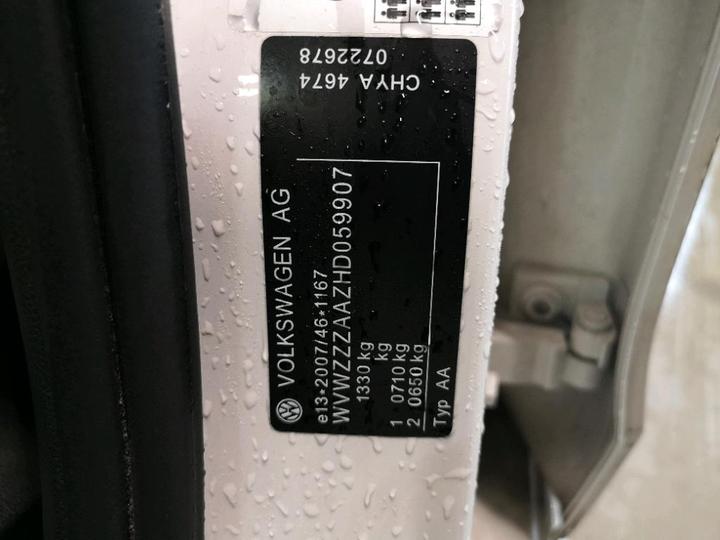 VOLKSWAGEN AG
e13*2007/46*1167
WVWZZZAAZHD059907
1330 kg
kg
1 0710 kg
2 0650 kg
Typ AA
CHYA 4674
0722678